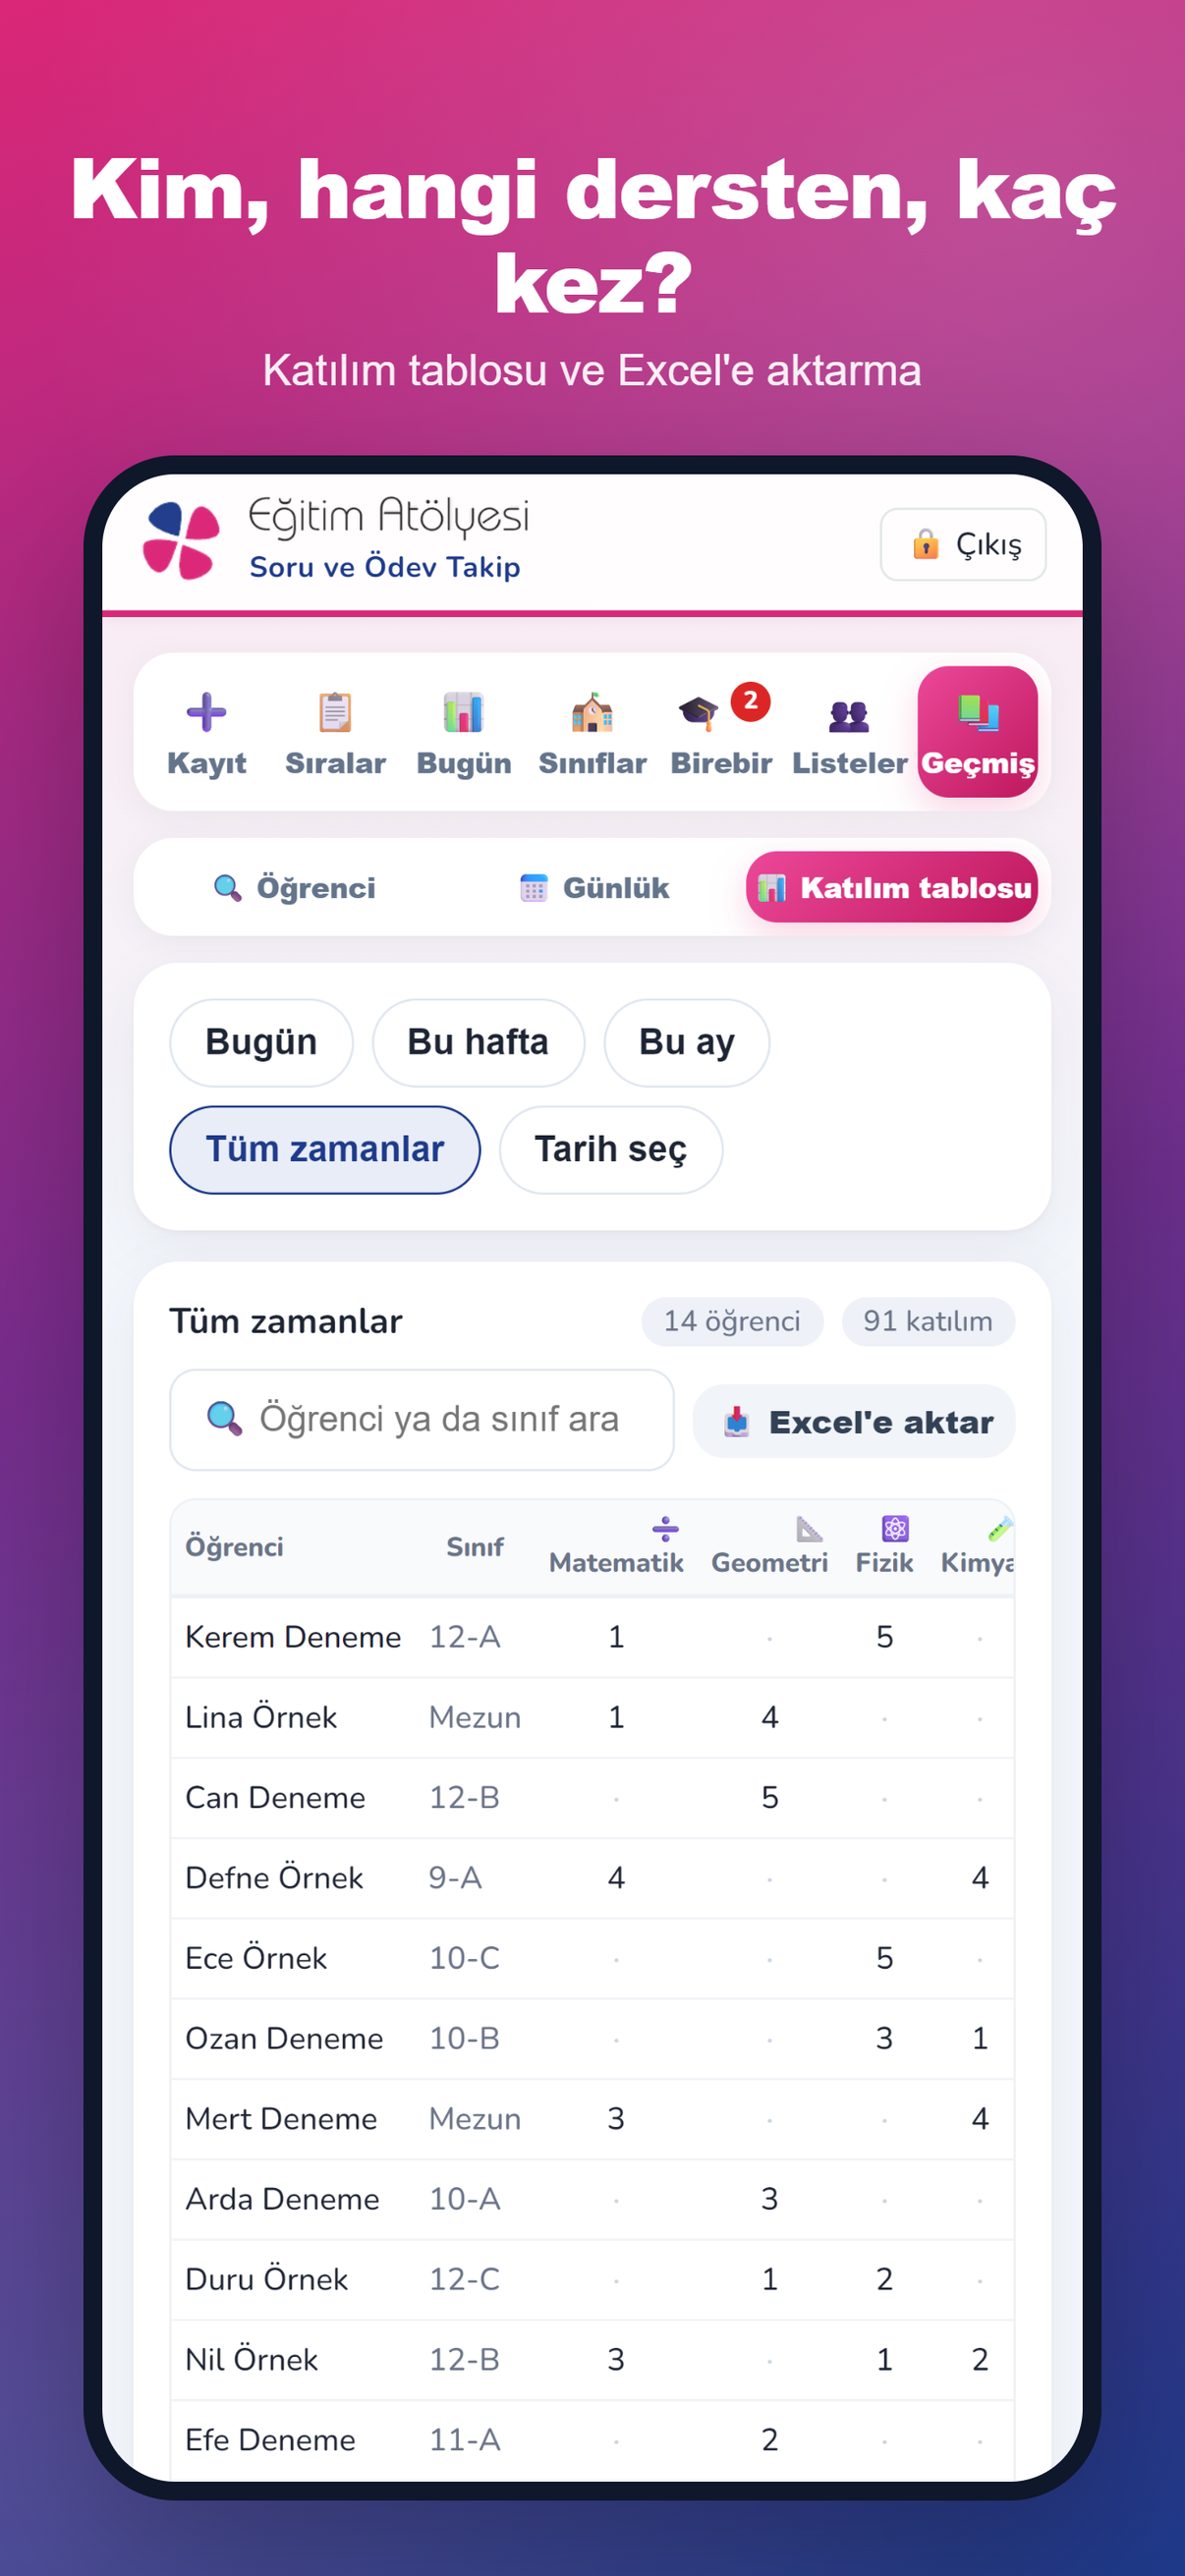 Kim, hangi dersten, kaç
kez?
Katılım tablosu ve Excel'e aktarma
Eğitim Atölyesi
Soru ve Ödev Takip
Çıkış
2
Kayıt Sıralar Bugün Sınıflar Birebir Listeler Geçmiş
Öğrenci Günlük Katılım tablosu
Bugün Bu hafta Bu ay
Tüm zamanlar Tarih seç
Tüm zamanlar 14 öğrenci 91 katılım
Öğrenci ya da sınıf ara Excel'e aktar
Öğrenci Sınıf Matematik Geometri Fizik Kimya
Kerem Deneme 12-A 1 · 5 ·
Lina Örnek Mezun 1 4 · ·
Can Deneme 12-B · 5 · ·
Defne Örnek 9-A 4 · · 4
Ece Örnek 10-C · · 5 ·
Ozan Deneme 10-B · · 3 1
Mert Deneme Mezun 3 · · 4
Arda Deneme 10-A · 3 · ·
Duru Örnek 12-C · 1 2 ·
Nil Örnek 12-B 3 · 1 2
Efe Deneme 11-A · 2 · ·